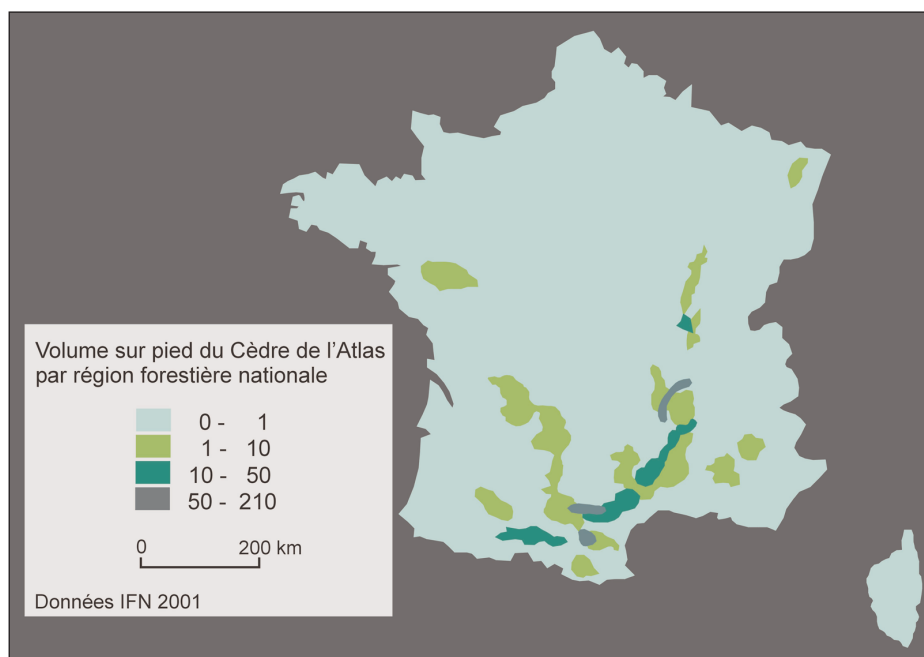 Volume sur pied du Cèdre de l'Atlas
par région forestière nationale
0 - 1
1 - 10
10 - 50
50 - 210
0 200 km
Données IFN 2001